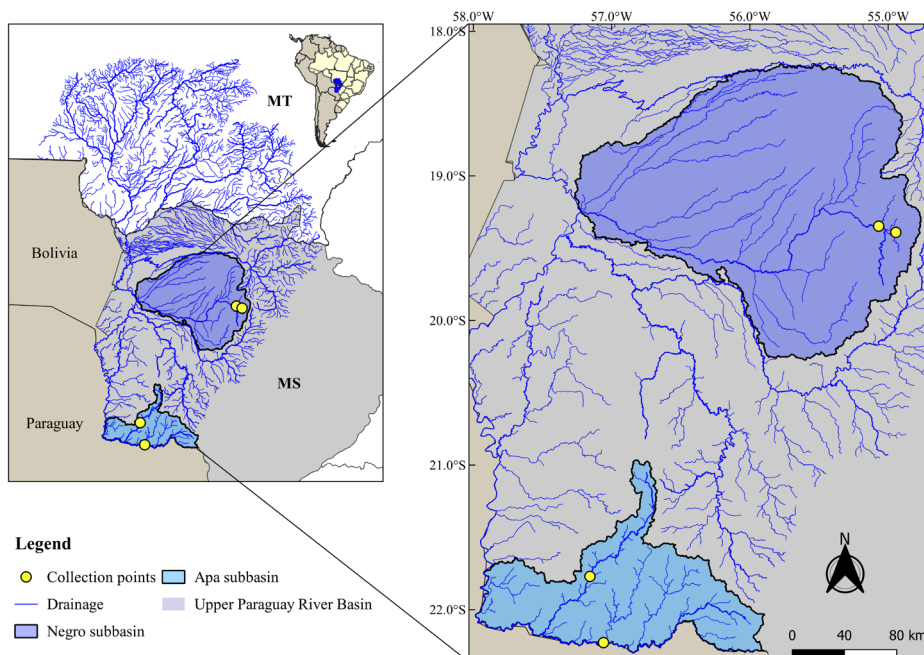 58.0°W 57.0°W 56.0°W 55.0°W
18.0°S
MT
19.0°S
Bolivia
20.0°S
MS
Paraguay
21.0°S
N
Legend
Collection points Apa subbasin
Drainage Upper Paraguay River Basin
22.0°S
Negro subbasin
0 40 80 km